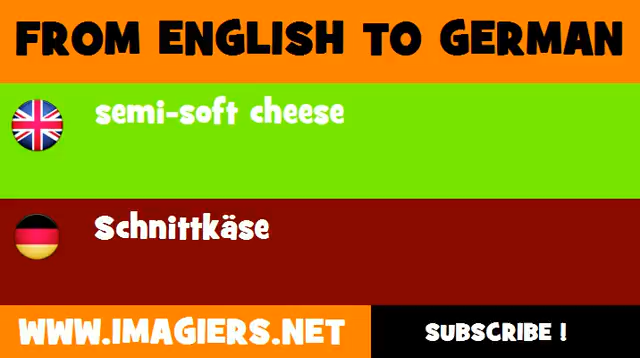 FROM ENGLISH TO GERMAN
semi-soft cheese
Schnittkäse
WWW.IMAGIERS.NET
SUBSCRIBE !